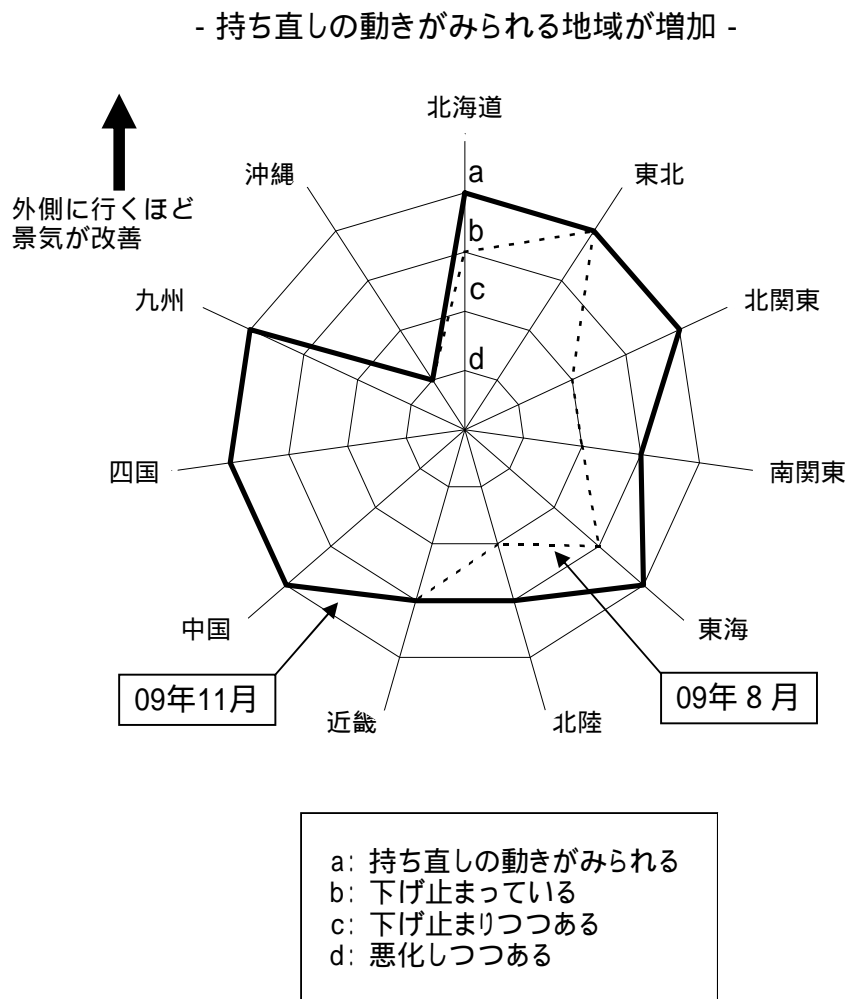 - 持ち直しの動きがみられる地域が増加 -
北海道
東北
北関東
南関東
東海
北陸
近畿
中国
四国
九州
沖縄
外側に行くほど
景気が改善
a
b
c
d
09年11月
09年８月
a: 持ち直しの動きがみられる
b: 下げ止まっている
c: 下げ止まりつつある
d: 悪化しつつある